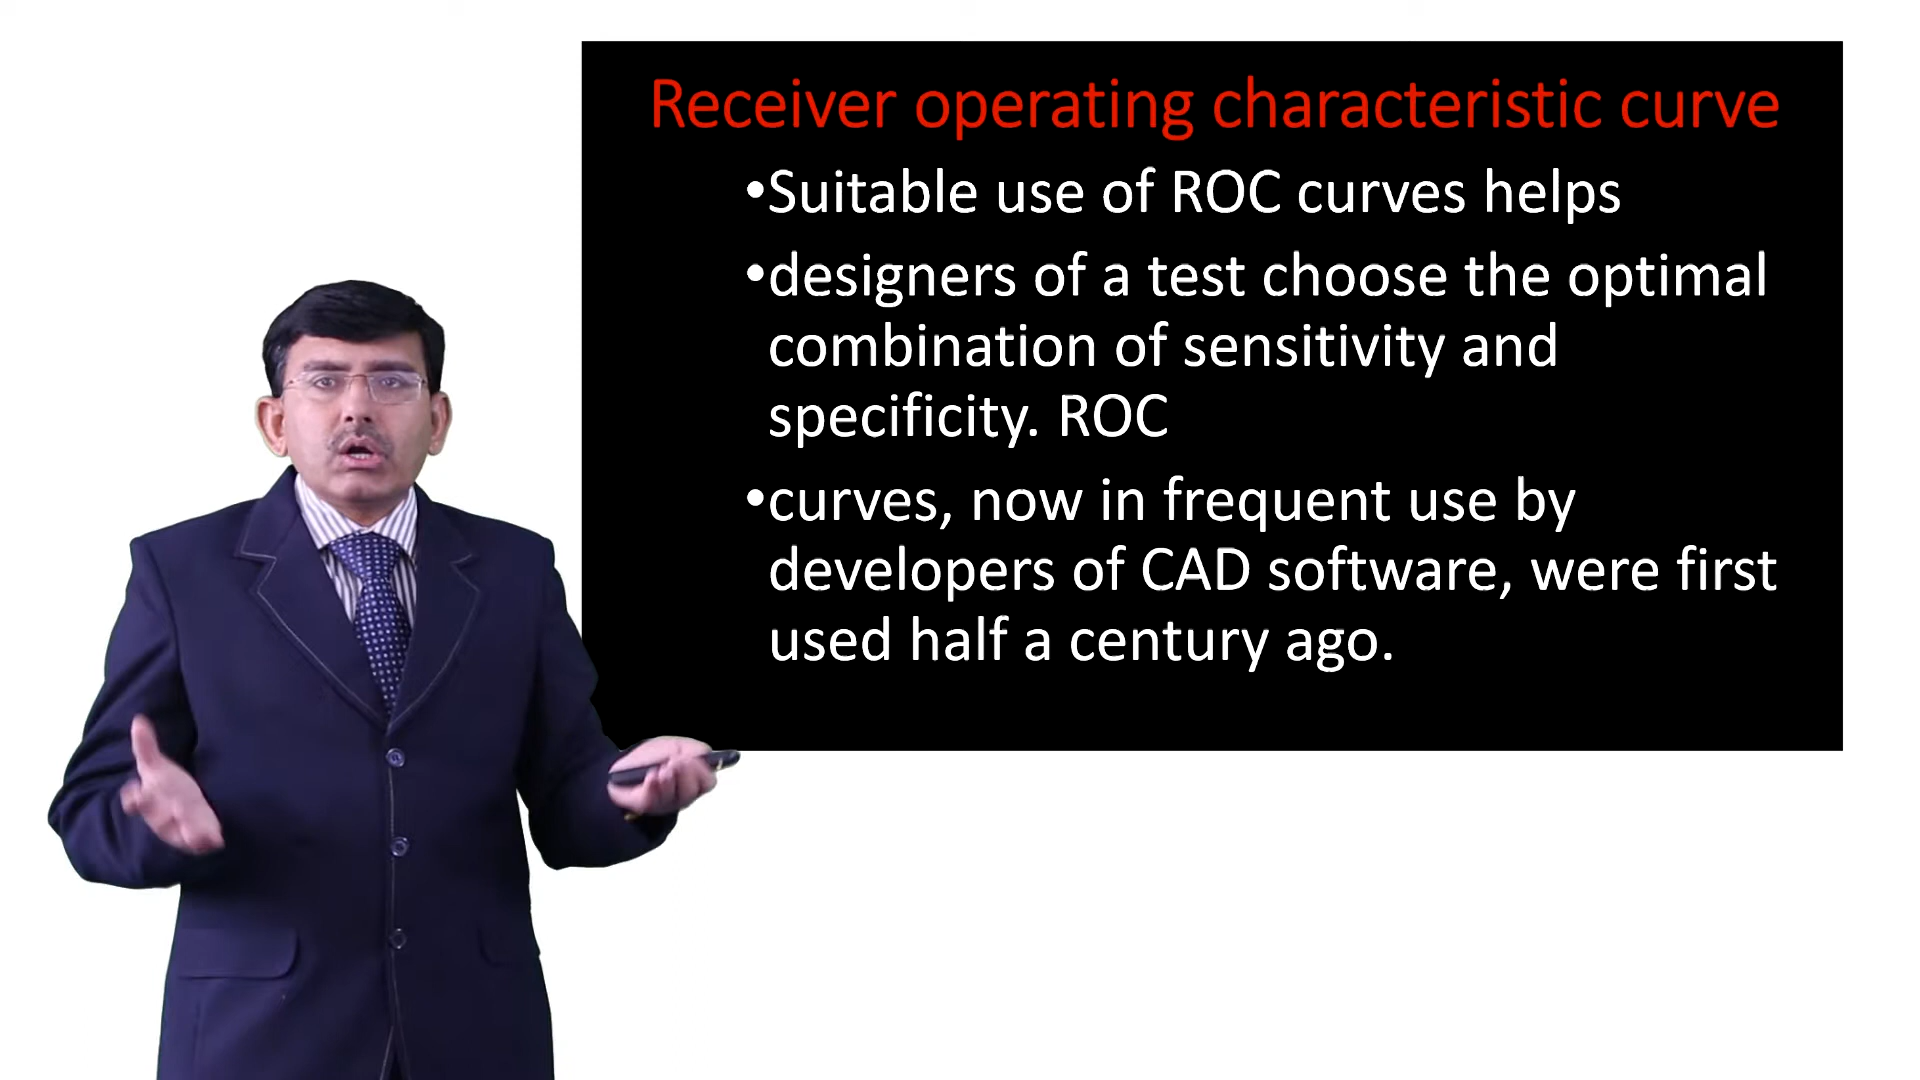 Receiver operating characteristic curve
•Suitable use of ROC curves helps
•designers of a test choose the optimal
combination of sensitivity and
specificity. ROC
•curves, now in frequent use by
developers of CAD software, were first
used half a century ago.